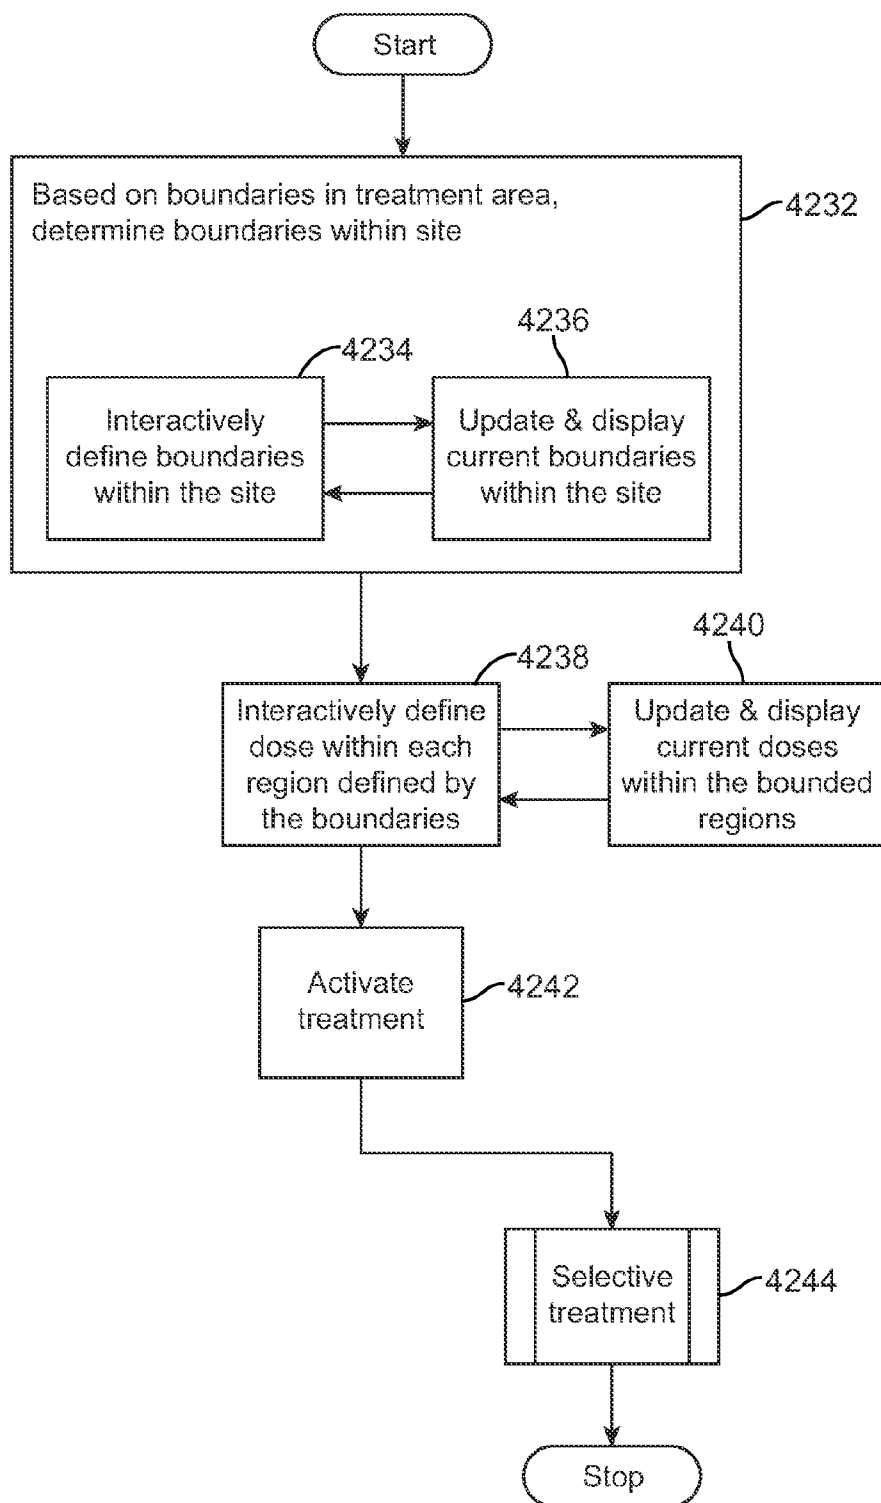 Start
Based on boundaries in treatment area,
determine boundaries within site
4232
4234
4236
Interactively
define boundaries
within the site
Update & display
current boundaries
within the site
4238
4240
Interactively define
dose within each
region defined by
the boundaries
Update & display
current doses
within the bounded
regions
Activate
treatment
4242
Selective
treatment
4244
Stop